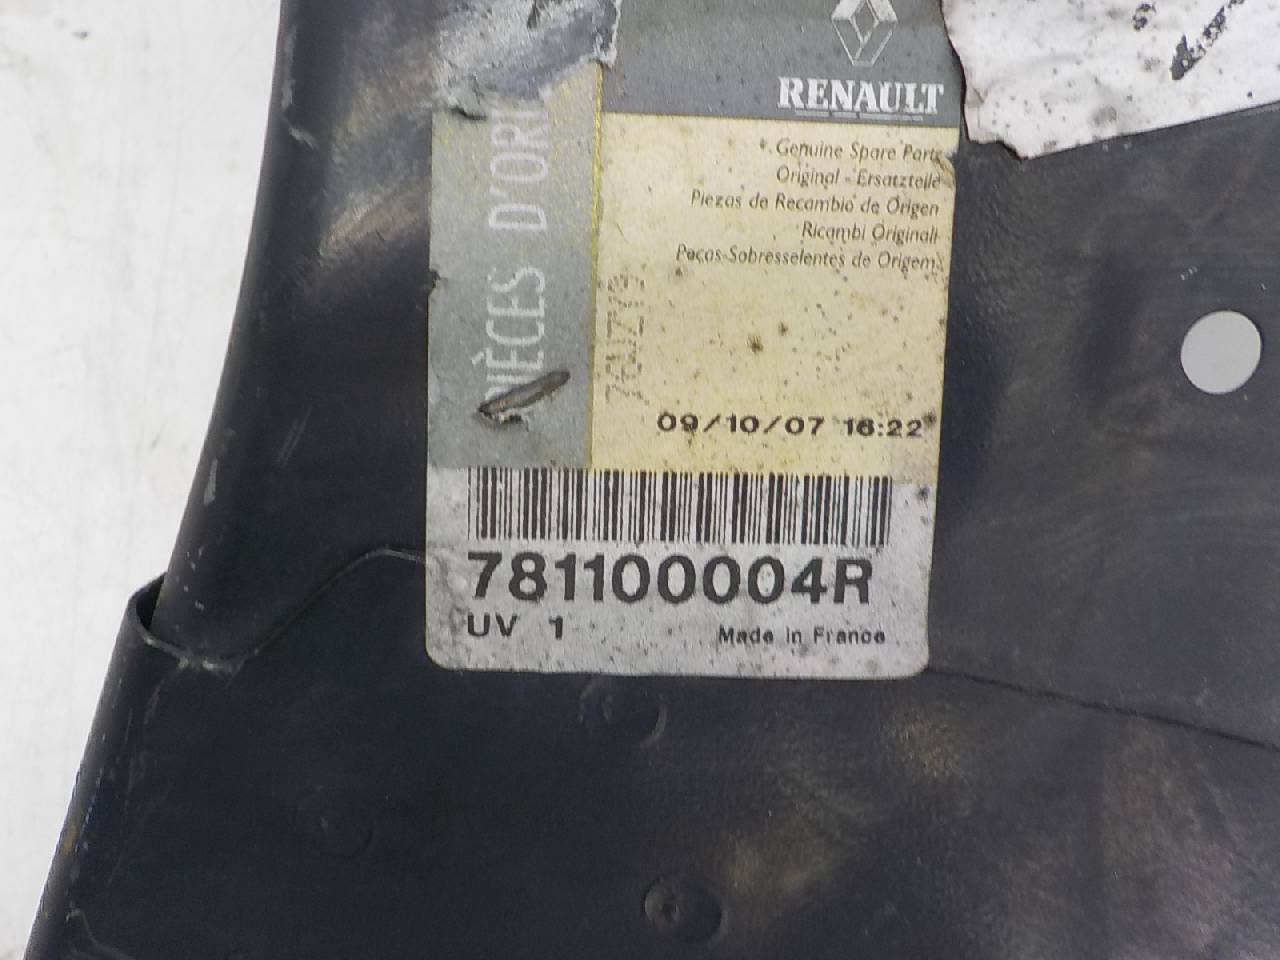 RENAULT
Genuine Spare Parts
Original - Ersatzteile
Piezas de Recambio de Origen
Ricambi Originali
Peças-Sobresselentes de Origem
PIÈCES D'ORI
09/10/07 16:22
781100004R
UV 1
Made in France